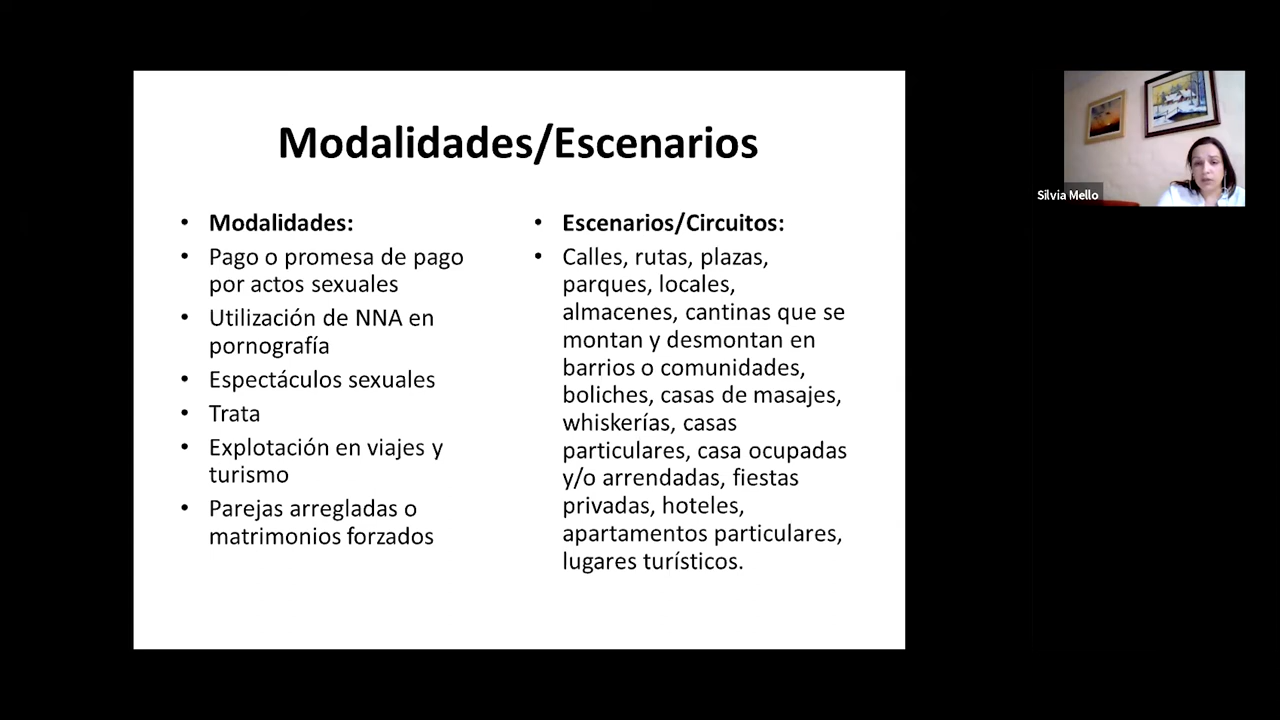 Modalidades/Escenarios
• Modalidades:
• Pago o promesa de pago
por actos sexuales
• Utilización de NNA en
pornografía
• Espectáculos sexuales
• Trata
• Explotación en viajes y
turismo
• Parejas arregladas o
matrimonios forzados
• Escenarios/Circuitos:
• Calles, rutas, plazas,
parques, locales,
almacenes, cantinas que se
montan y desmontan en
barrios o comunidades,
boliches, casas de masajes,
whiskerías, casas
particulares, casa ocupadas
y/o arrendadas, fiestas
privadas, hoteles,
apartamentos particulares,
lugares turísticos.
Silvia Mello